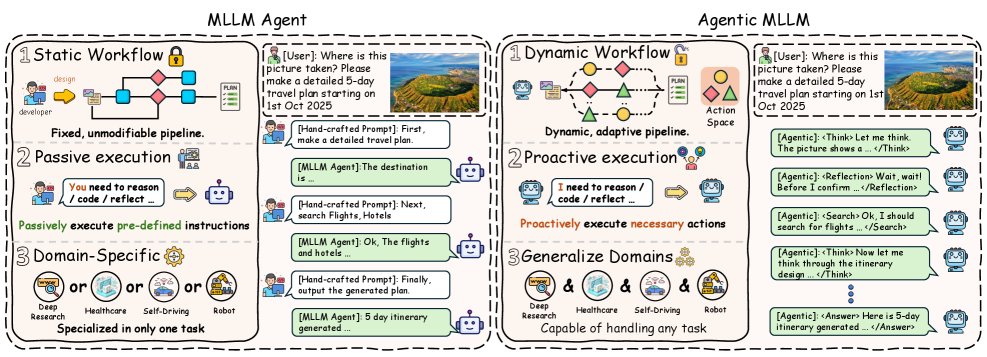 MLLM Agent
1 Static Workflow
design
developer
PLAN
Fixed, unmodifiable pipeline.
2 Passive execution
You need to reason
/ code / reflect ...
Passively execute pre-defined instructions
3 Domain-Specific
or or or
Deep
Research
Healthcare
Self-Driving
Robot
Specialized in only one task
[User]: Where is this
picture taken? Please
make a detailed 5-day
travel plan starting on
1st Oct 2025
[Hand-crafted Prompt]: First,
make a detailed travel plan.
[MLLM Agent]:The destination
is ...
[Hand-crafted Prompt]: Next,
search Flights, Hotels
[MLLM Agent]: Ok, The flights
and hotels ...
[Hand-crafted Prompt]: Finally,
output the generated plan.
[MLLM Agent]: 5 day itinerary
generated ...
Agentic MLLM
1 Dynamic Workflow
PLAN
Action
Space
Dynamic, adaptive pipeline.
2 Proactive execution
I need to reason /
code / reflect ...
Proactively execute necessary actions
3 Generalize Domains
& & &
Deep
Research
Healthcare
Self-Driving
Robot
Capable of handling any task
[User]: Where is this
picture taken? Please
make a detailed 5-day
travel plan starting on 1st
Oct 2025
[Agentic]: <Think> Let me think.
The picture shows a ... </Think>
[Agentic]: <Reflection> Wait, wait!
Before I confirm ... </Reflection>
[Agentic]: <Search> Ok, I should
search for flights ... </Search>
[Agentic]: <Think> Now let me
think through the itinerary
design ... </Think>
[Agentic]: <Answer> Here is 5-day
itinerary generated ... </Answer>